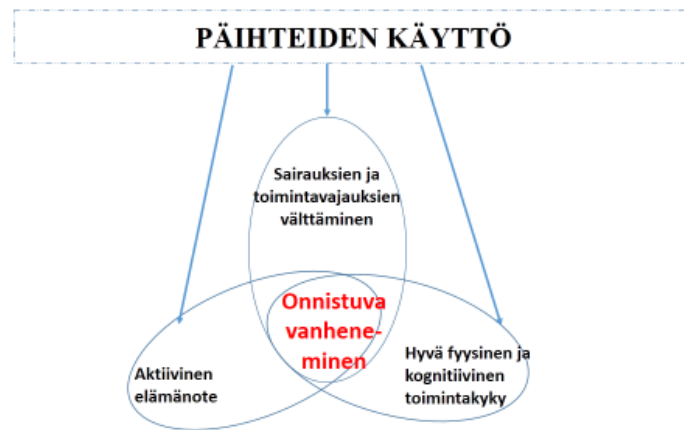 PÄIHTEIDEN KÄYTTÖ
Sairauksien ja
toimintavajauksien
välttäminen
Onnistuva
vanhene-
minen
Aktiivinen
elämänote
Hyvä fyysinen ja
kognitiivinen
toimintakyky